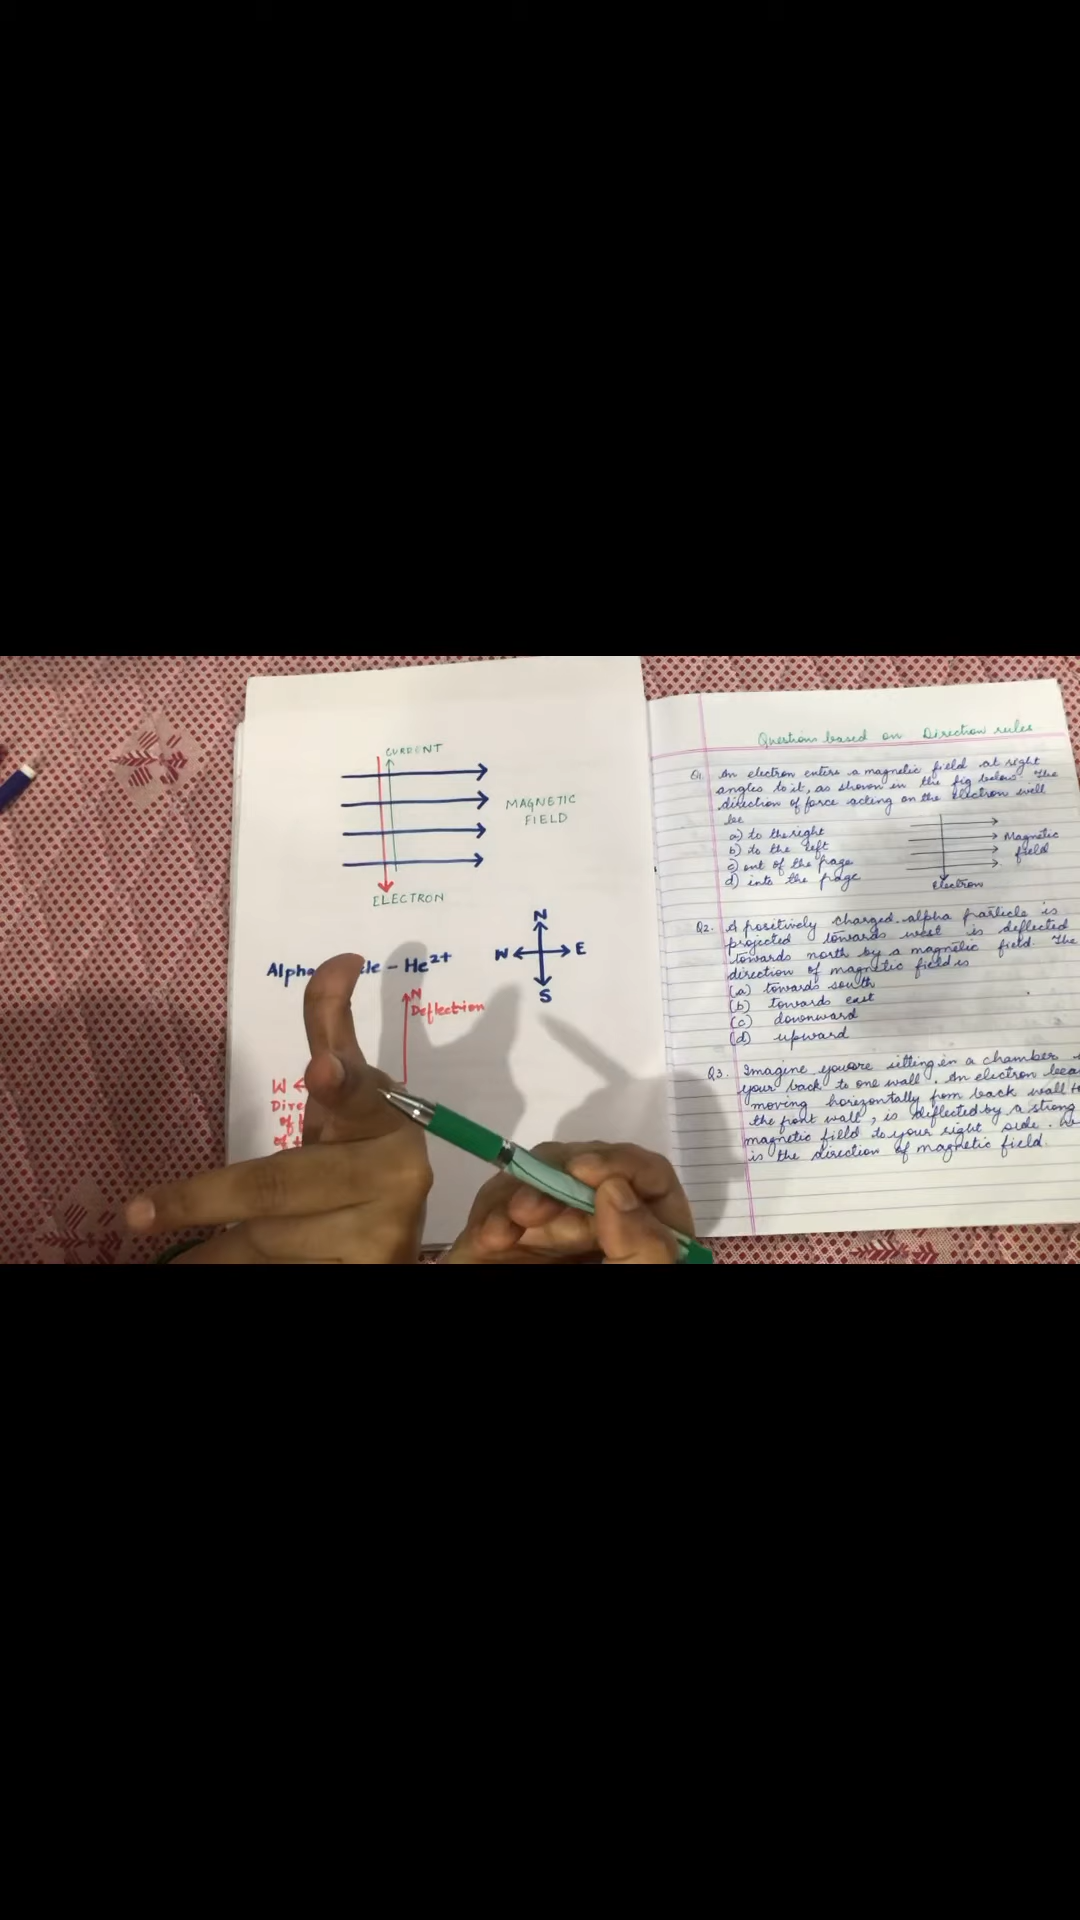 CURRENT
MAGNETIC
FIELD
ELECTRON
N
W E
S
Alpha - He2+
N
Deflection
W
Dire
of
of
Questions based on Direction rules
Q1. An electron enters a magnetic field at right
angles to it, as shown in the fig below. The
direction of force acting on the electron will
be
a) to the right
b) to the left
c) out of the page
d) into the page
Magnetic
field
Electron
Q2. A positively charged alpha particle is
projected towards west is deflected
towards north by a magnetic field. The
direction of magnetic field is
(a) towards south
(b) towards east
(c) downward
(d) upward
Q3. Imagine you are sitting in a chamber
your back to one wall. An electron bea
moving horizontally from back wall
the front wall, is deflected by a strong
magnetic field to your right side.
is the direction of magnetic field.